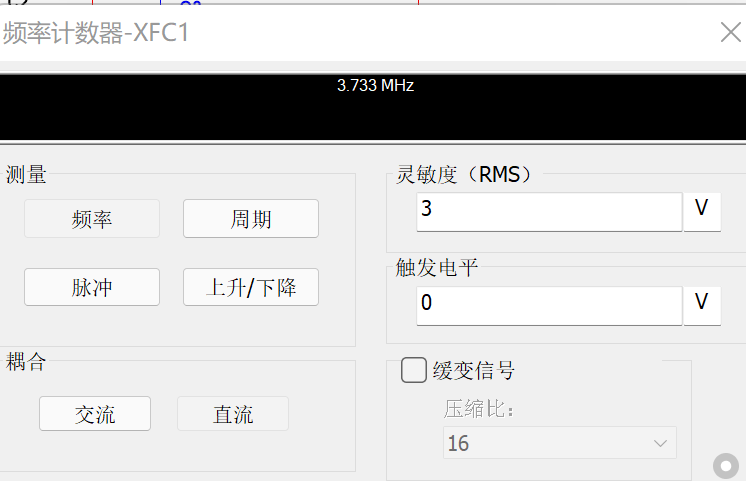 频率计数器-XFC1
3.733 MHz
测量
频率 周期
脉冲 上升/下降
耦合
交流 直流
灵敏度（RMS）
3 V
触发电平
0 V
缓变信号
压缩比：
16